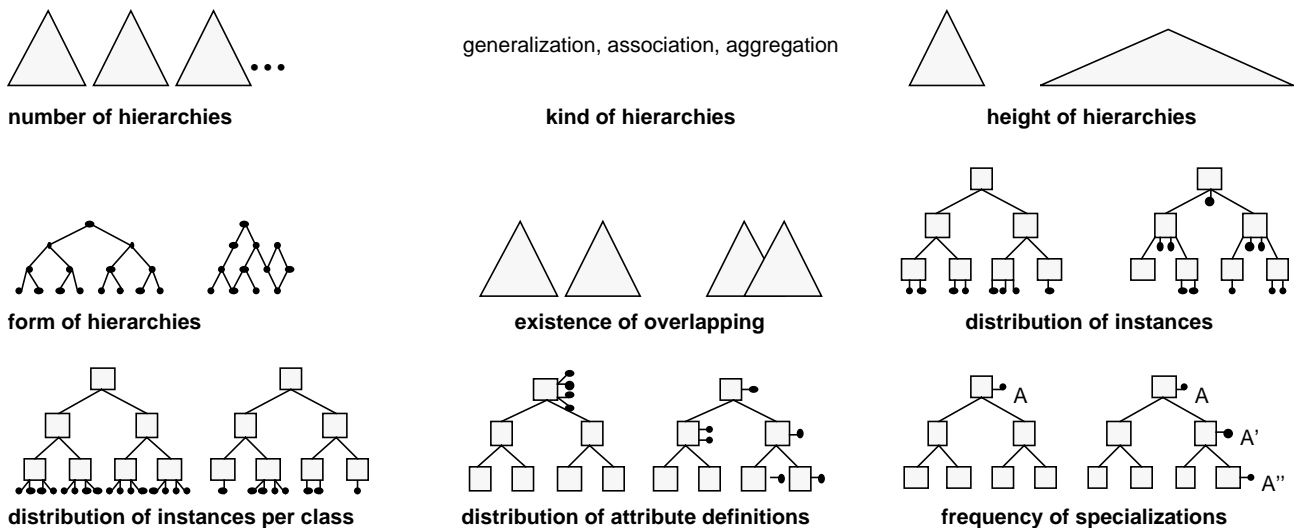 generalization, association, aggregation
number of hierarchies
kind of hierarchies
height of hierarchies
form of hierarchies
existence of overlapping
distribution of instances
A
A
A'
A''
distribution of instances per class
distribution of attribute definitions
frequency of specializations